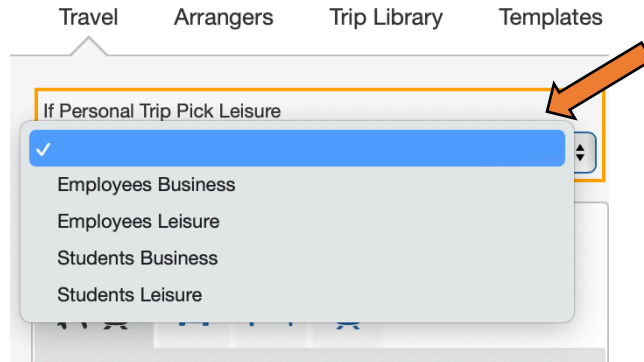 Travel Arrangers Trip Library Templates
If Personal Trip Pick Leisure
Employees Business
Employees Leisure
Students Business
Students Leisure